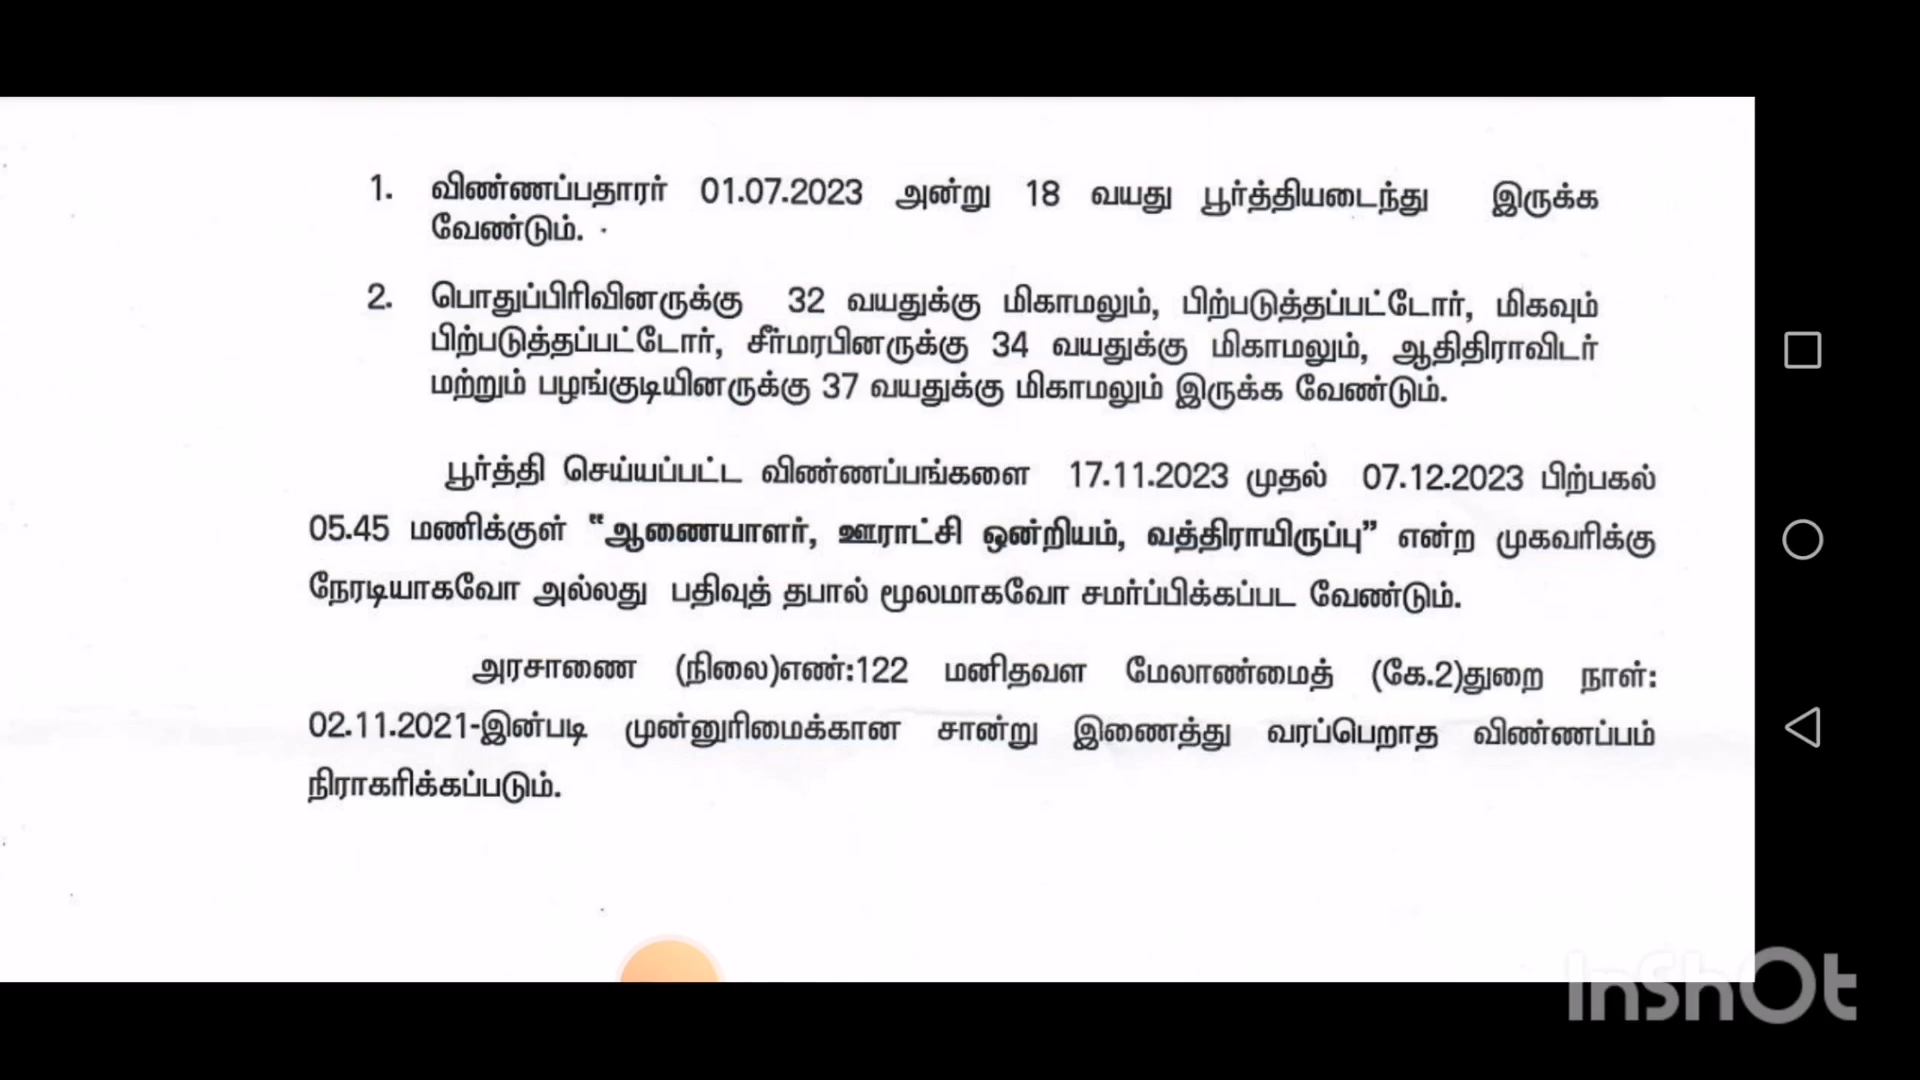 1. விண்ணப்பதாரர் 01.07.2023 அன்று 18 வயது பூர்த்தியடைந்து இருக்க
வேண்டும்.
2. பொதுப்பிரிவினருக்கு 32 வயதுக்கு மிகாமலும், பிற்படுத்தப்பட்டோர், மிகவும்
பிற்படுத்தப்பட்டோர், சீர்மரபினருக்கு 34 வயதுக்கு மிகாமலும், ஆதிதிராவிடர்
மற்றும் பழங்குடியினருக்கு 37 வயதுக்கு மிகாமலும் இருக்க வேண்டும்.
பூர்த்தி செய்யப்பட்ட விண்ணப்பங்களை 17.11.2023 முதல் 07.12.2023 பிற்பகல்
05.45 மணிக்குள் “ஆணையாளர், ஊராட்சி ஒன்றியம், வத்திராயிருப்பு” என்ற முகவரிக்கு
நேரடியாகவோ அல்லது பதிவுத் தபால் மூலமாகவோ சமர்ப்பிக்கப்பட வேண்டும்.
அரசாணை (நிலை)எண்:122 மனிதவள மேலாண்மைத் (கே.2)துறை நாள்:
02.11.2021-இன்படி முன்னுரிமைக்கான சான்று இணைத்து வரப்பெறாத விண்ணப்பம்
நிராகரிக்கப்படும்.
InShOt